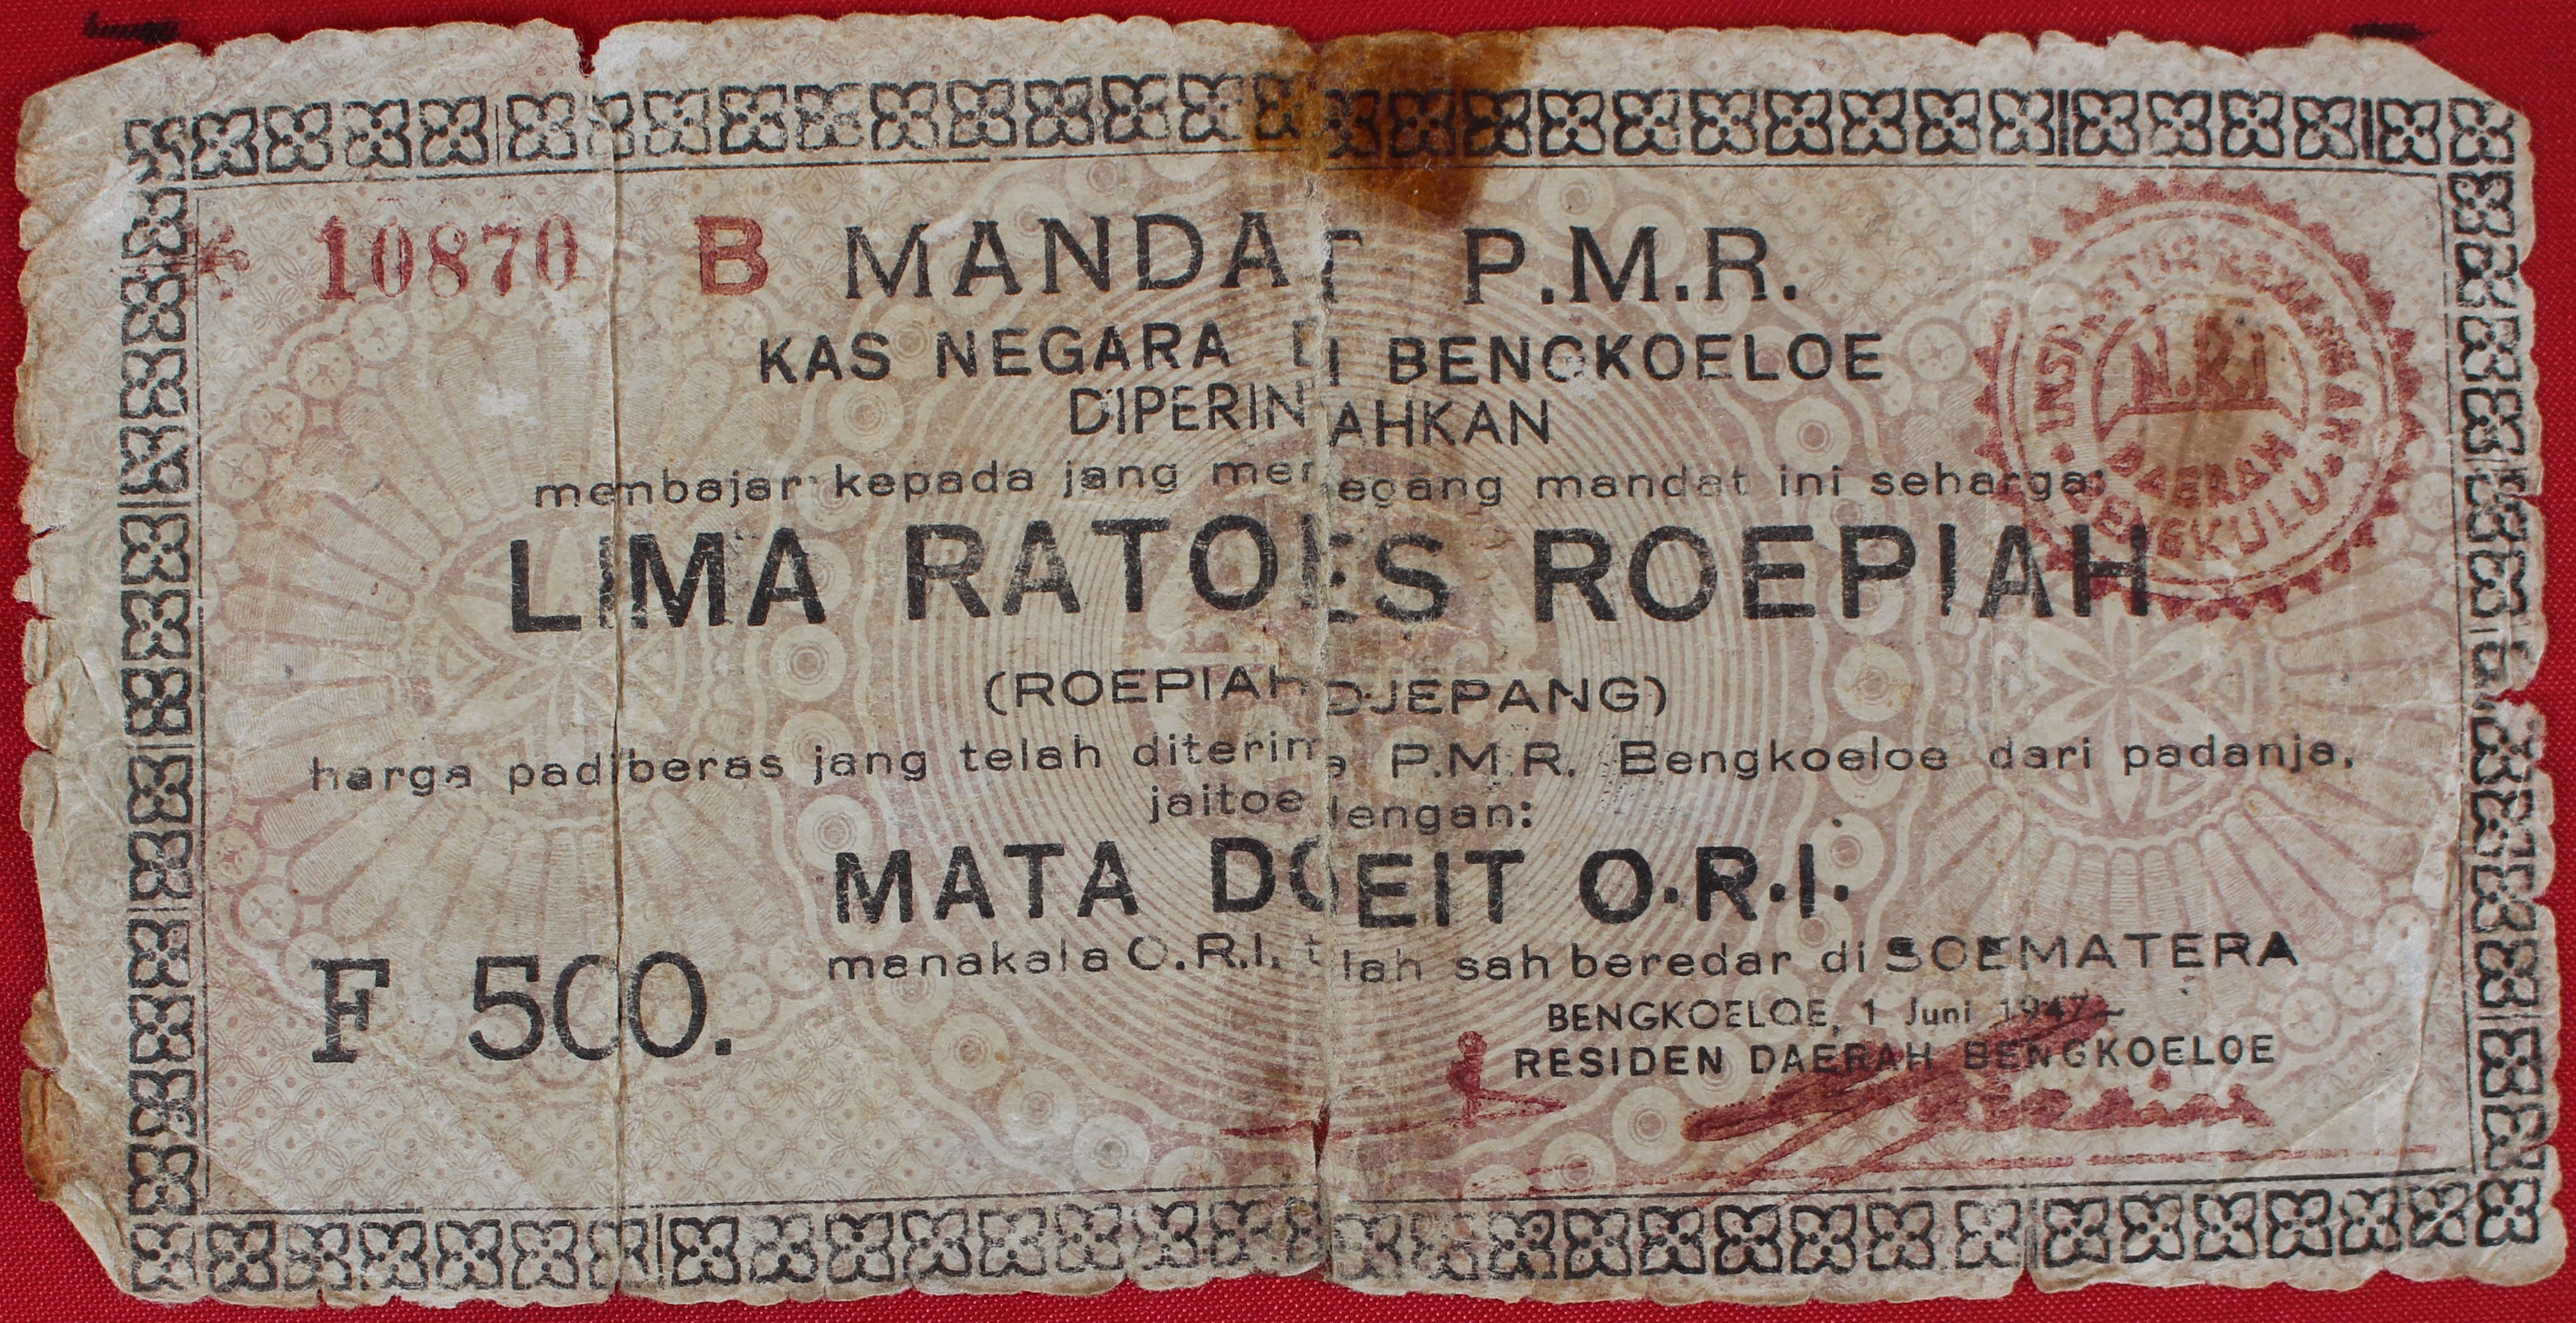 * 10870 B MANDAT P.M.R.
KAS NEGARA DI BENGKOELOE
DIPERINTAHKAN
membajar kepada jang memegang mandat ini seharga:
LIMA RATOES ROEPIAH
(ROEPIAH DJEPANG)
harga padiberas jang telah diterima P.M.R. Bengkoeloe dari padanja,
jaitoe dengan:
MATA DOEIT O.R.I.
manakala O.R.I. telah sah beredar di SOEMATERA
F 500.
BENGKOELOE, 1 Juni 1947
RESIDEN DAERAH BENGKOELOE
N.R.I
DAERAH
BENGKULU